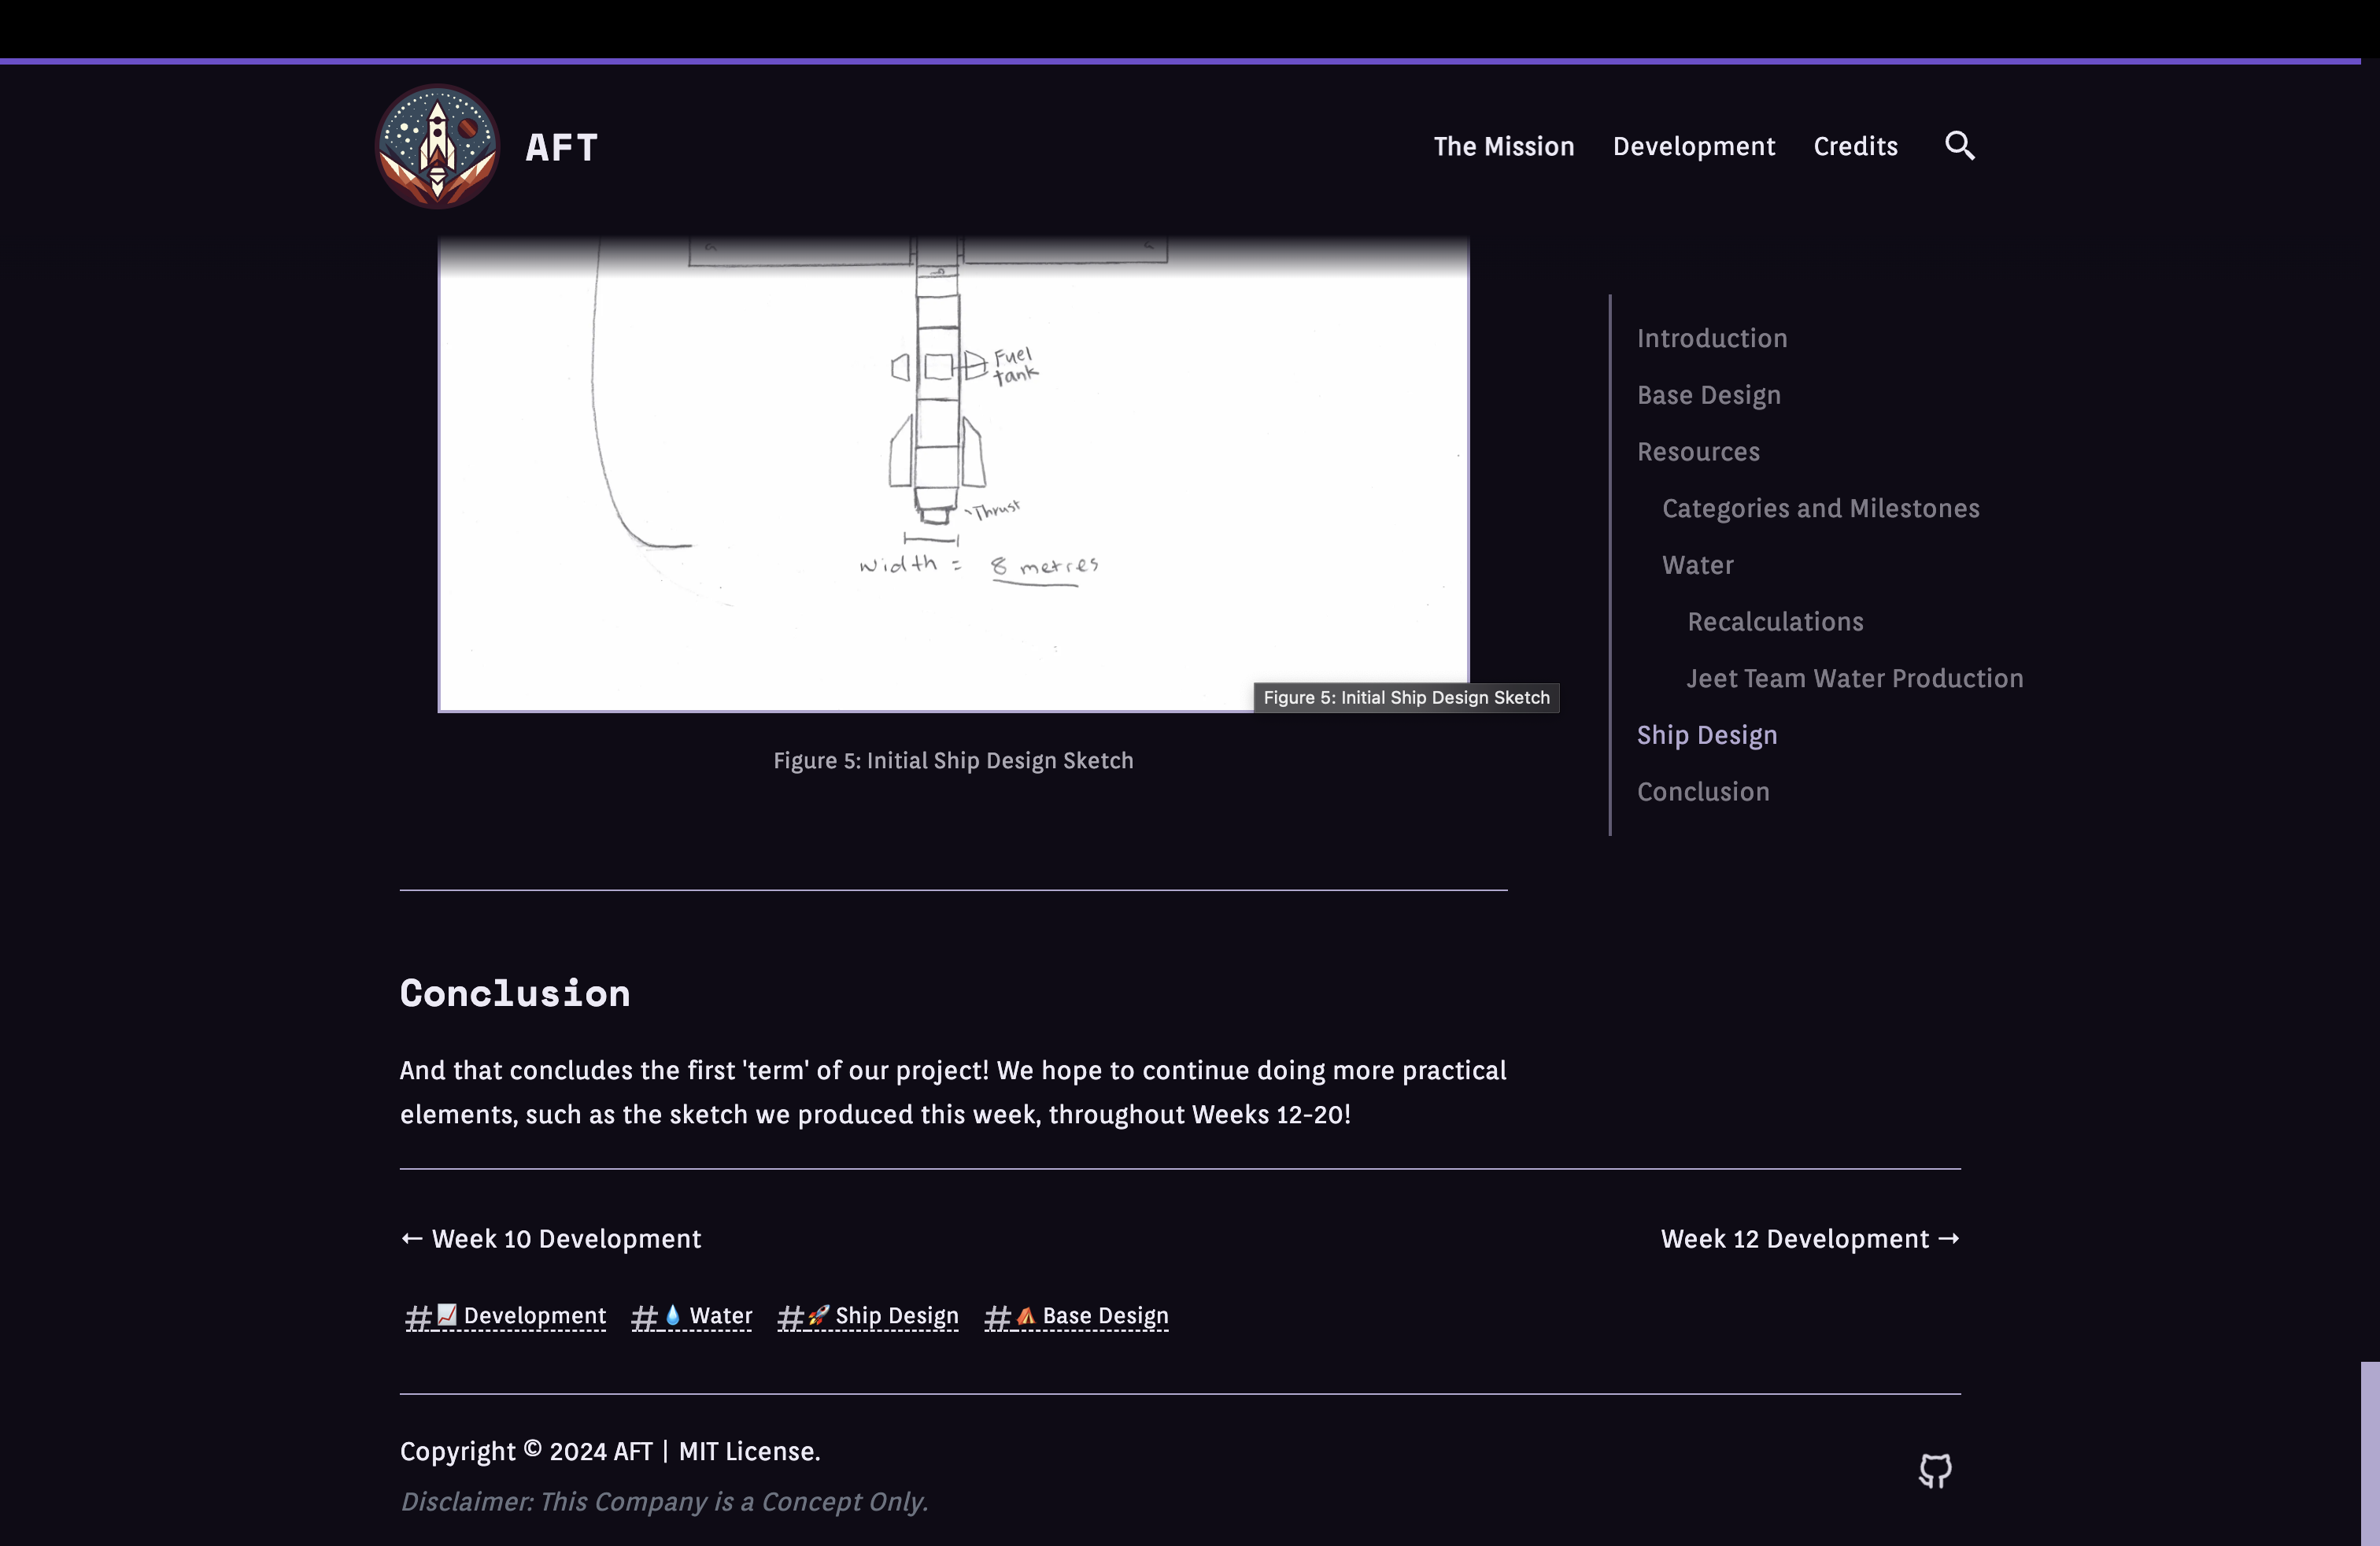 AFT
The Mission
Development
Credits
Fuel
tank
Thrust
width = 8 metres
Figure 5: Initial Ship Design Sketch
Figure 5: Initial Ship Design Sketch
Introduction
Base Design
Resources
Categories and Milestones
Water
Recalculations
Jeet Team Water Production
Ship Design
Conclusion
Conclusion
And that concludes the first 'term' of our project! We hope to continue doing more practical
elements, such as the sketch we produced this week, throughout Weeks 12-20!
← Week 10 Development
Week 12 Development →
#📈 Development #💧 Water #🚀 Ship Design #⛺ Base Design
Copyright © 2024 AFT | MIT License.
Disclaimer: This Company is a Concept Only.